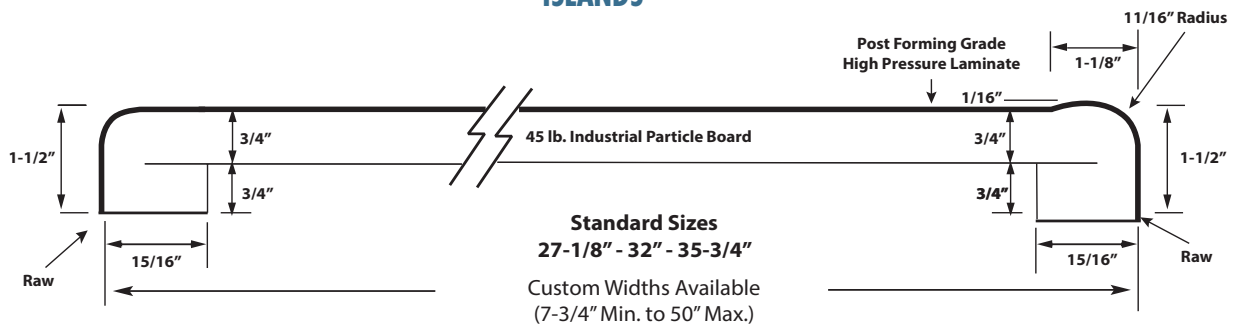 ISLANDS
11/16” Radius
Post Forming Grade
High Pressure Laminate
1-1/8”
1/16”
3/4”
45 lb. Industrial Particle Board
3/4”
1-1/2”
1-1/2”
3/4”
3/4”
Standard Sizes
27-1/8” - 32” - 35-3/4”
15/16”
15/16”
Raw
Raw
Custom Widths Available
(7-3/4” Min. to 50” Max.)